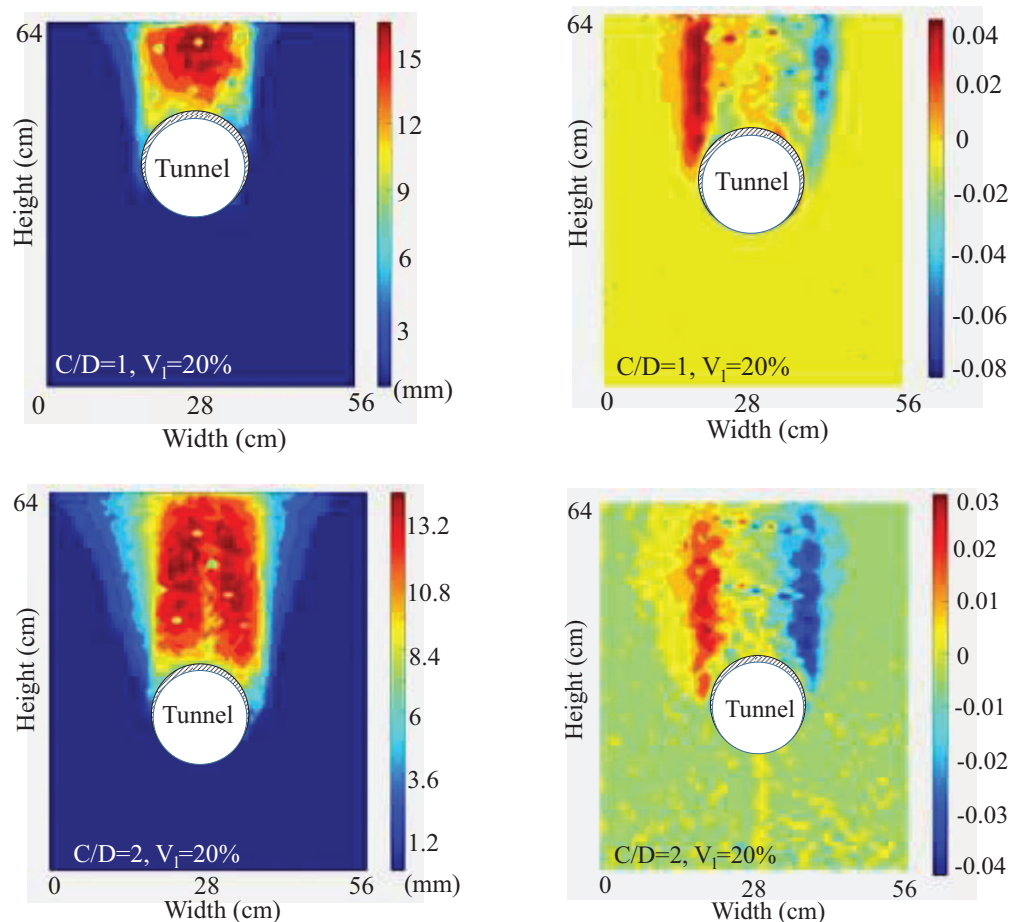 64
Height (cm)
Tunnel
C/D=1, V₁=20%
0
28
56
Width (cm)
15
12
9
6
3
(mm)
64
Height (cm)
Tunnel
C/D=1, V₁=20%
0
28
56
Width (cm)
0.04
0.02
0
-0.02
-0.04
-0.06
-0.08
64
Height (cm)
Tunnel
C/D=2, V₁=20%
0
28
56
Width (cm)
13.2
10.8
8.4
6
3.6
1.2
(mm)
64
Height (cm)
Tunnel
C/D=2, V₁=20%
0
28
56
Width (cm)
0.03
0.02
0.01
0
-0.01
-0.02
-0.03
-0.04